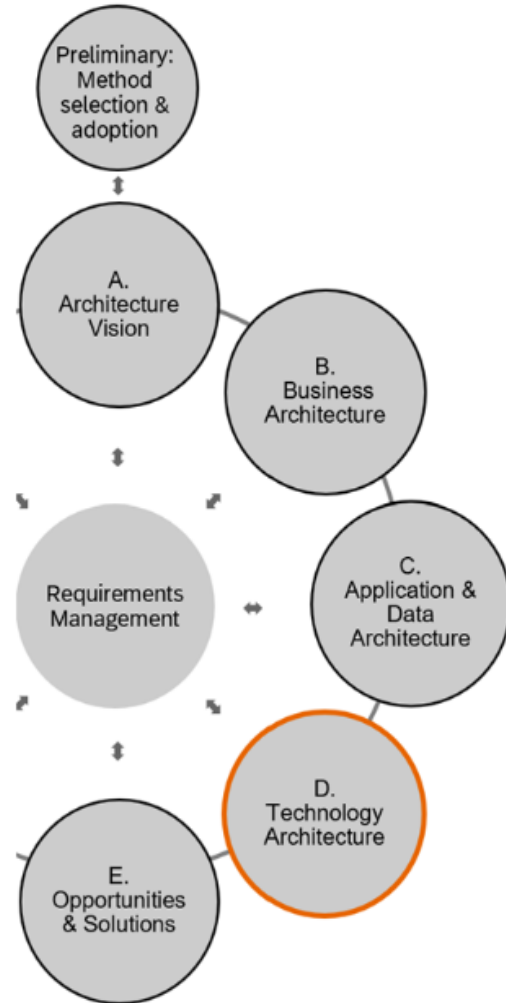 Preliminary:
Method
selection &
adoption
A.
Architecture
Vision
B.
Business
Architecture
C.
Application &
Data
Architecture
Requirements
Management
D.
Technology
Architecture
E.
Opportunities
& Solutions